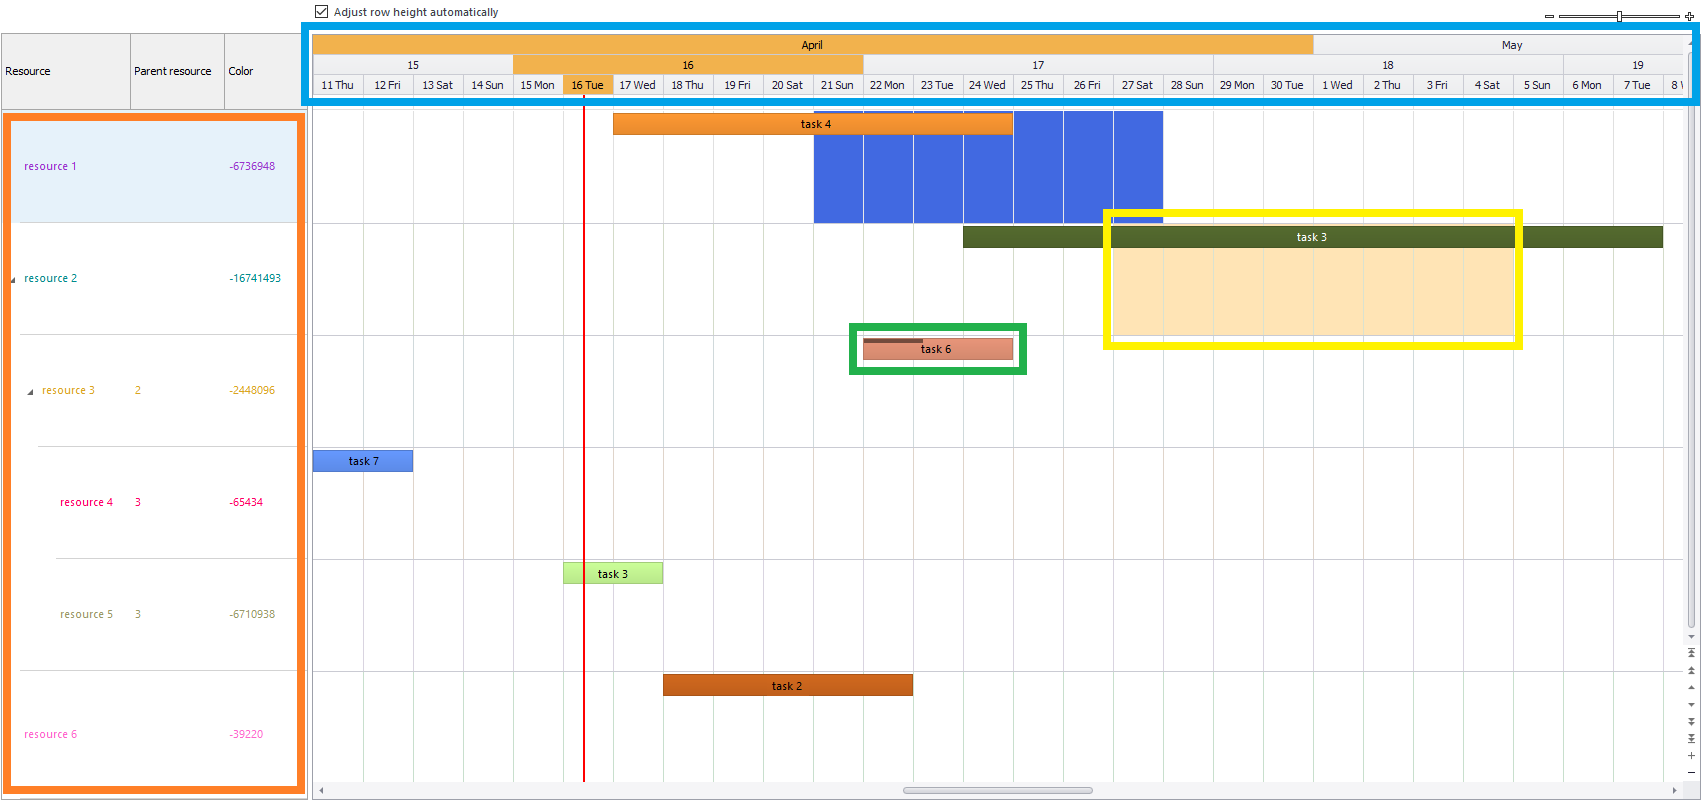 Adjust row height automatically
Resource Parent resource Color
April May
15 16 17 18 19
11 Thu 12 Fri 13 Sat 14 Sun 15 Mon 16 Tue 17 Wed 18 Thu 19 Fri 20 Sat 21 Sun 22 Mon 23 Tue 24 Wed 25 Thu 26 Fri 27 Sat 28 Sun 29 Mon 30 Tue 1 Wed 2 Thu 3 Fri 4 Sat 5 Sun 6 Mon 7 Tue 8
task 4
resource 1 -6736948
task 3
resource 2 -16741493
task 6
resource 3 2 -2448096
task 7
resource 4 3 -65434
task 3
resource 5 3 -6710938
task 2
resource 6 -39220